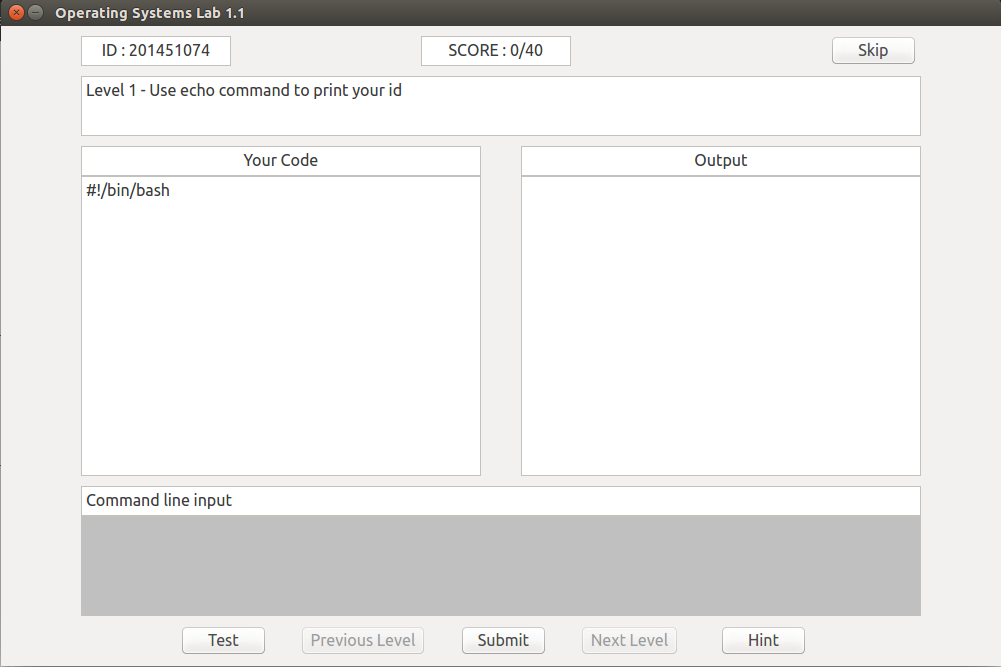 Operating Systems Lab 1.1
ID : 201451074
SCORE : 0/40
Skip
Level 1 - Use echo command to print your id
Your Code
Output
#!/bin/bash
Command line input
Test
Previous Level
Submit
Next Level
Hint